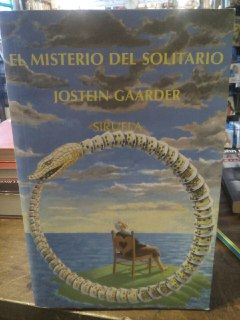 EL MISTERIO DEL SOLITARIO
JOSTEIN GAARDER
SIRUELA